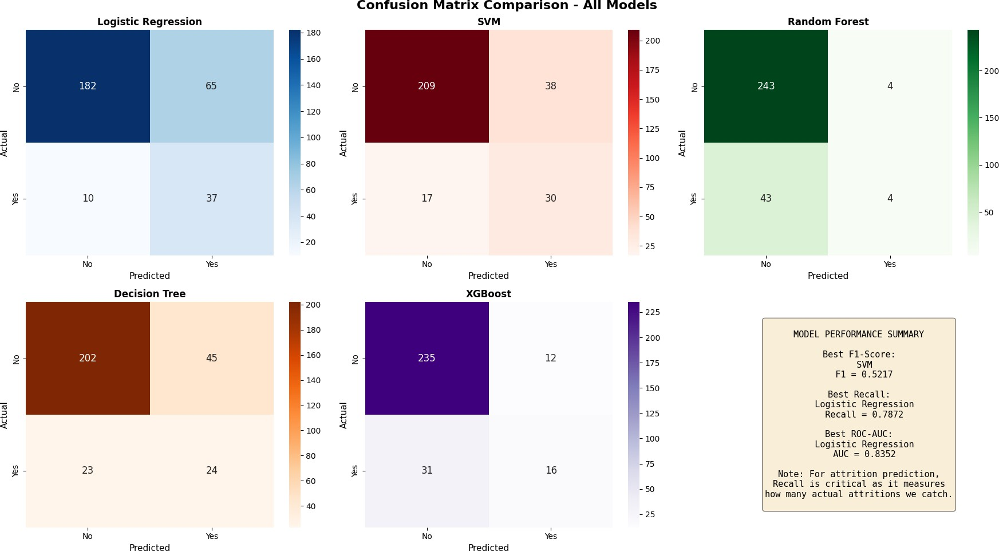 Confusion Matrix Comparison - All Models
Logistic Regression
182 65
10 37
No
Yes
Actual
No Yes
Predicted
180
160
140
120
100
80
60
40
20
SVM
209 38
17 30
No
Yes
Actual
No Yes
Predicted
200
175
150
125
100
75
50
25
Random Forest
243 4
43 4
No
Yes
Actual
No Yes
Predicted
200
150
100
50
Decision Tree
202 45
23 24
No
Yes
Actual
No Yes
Predicted
200
180
160
140
120
100
80
60
40
XGBoost
235 12
31 16
No
Yes
Actual
No Yes
Predicted
225
200
175
150
125
100
75
50
25
MODEL PERFORMANCE SUMMARY
Best F1-Score:
SVM
F1 = 0.5217
Best Recall:
Logistic Regression
Recall = 0.7872
Best ROC-AUC:
Logistic Regression
AUC = 0.8352
Note: For attrition prediction,
Recall is critical as it measures
how many actual attritions we catch.